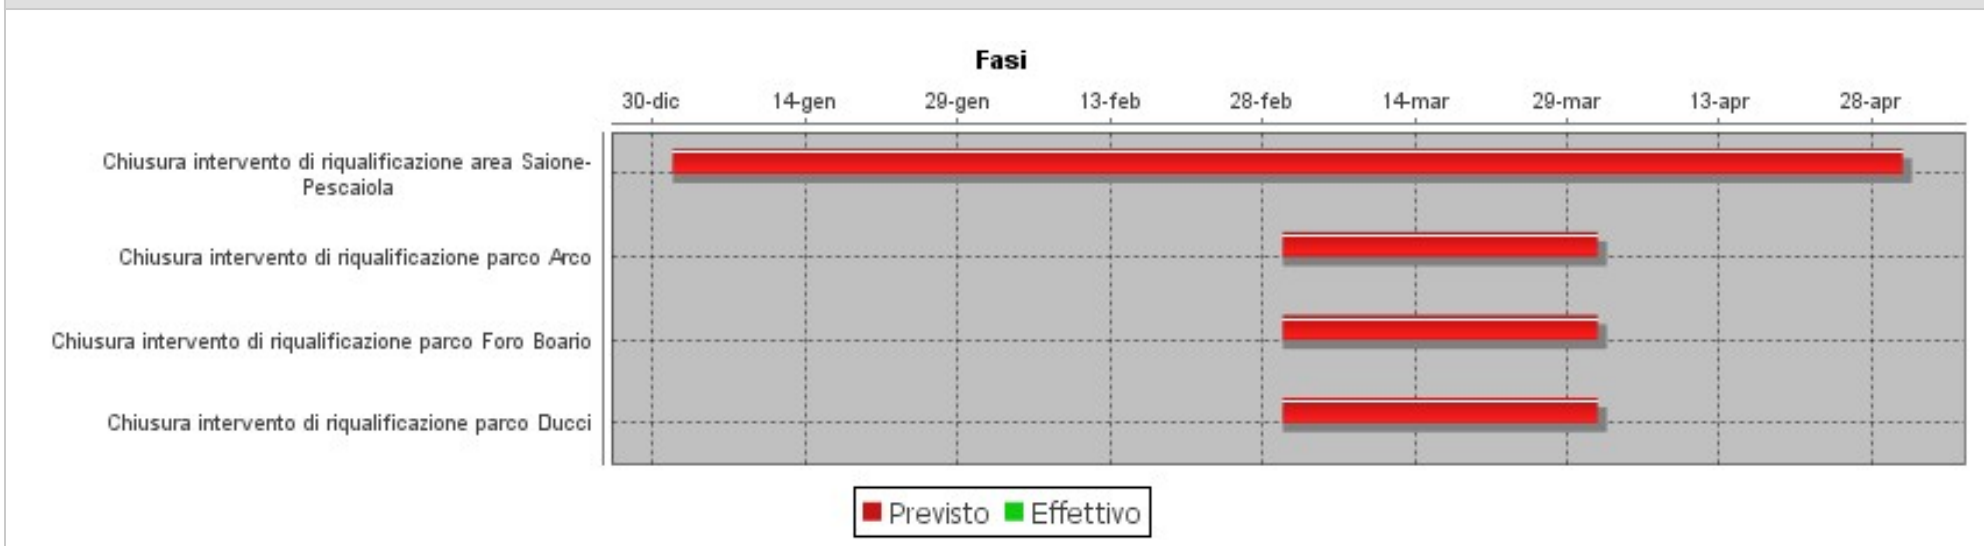 Fasi
30-dic 14-gen 29-gen 13-feb 28-feb 14-mar 29-mar 13-apr 28-apr
Chiusura intervento di riqualificazione area Saione-
Pescaiola
Chiusura intervento di riqualificazione parco Arco
Chiusura intervento di riqualificazione parco Foro Boario
Chiusura intervento di riqualificazione parco Ducci
Previsto Effettivo